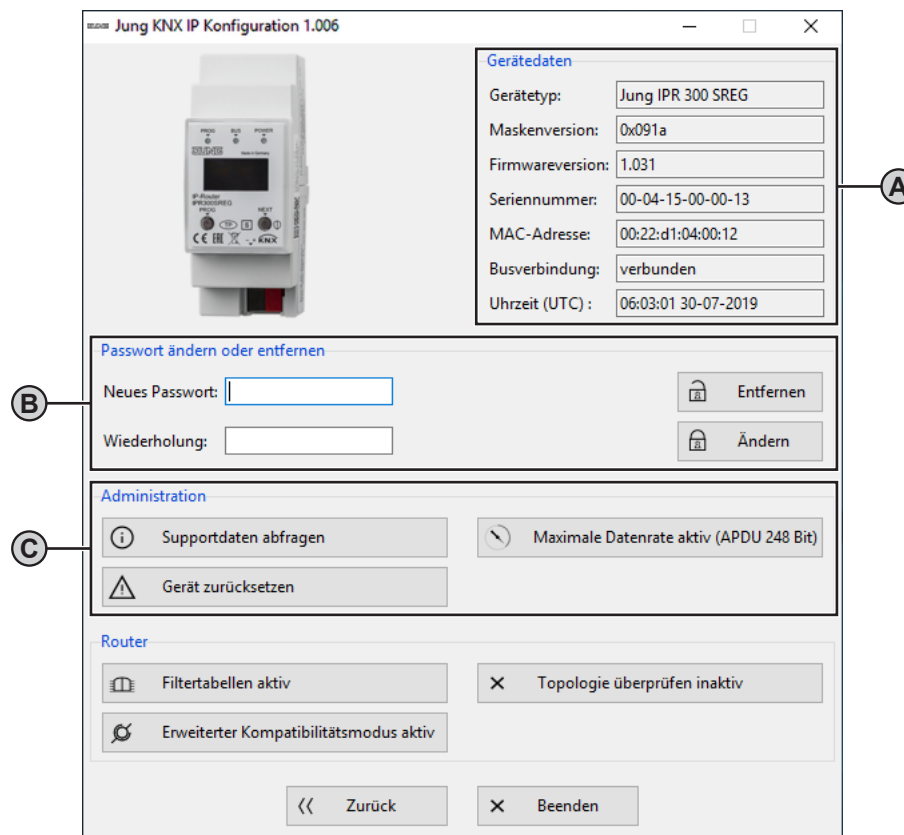 Jung KNX IP Konfiguration 1.006
PROG BUS POWER
Made in Germany
IP-Router
IPR300SREG
PROG NEXT
TP
KNX
Gerätedaten
Gerätetyp: Jung IPR 300 SREG
Maskenversion: 0x091a
Firmwareversion: 1.031
Seriennummer: 00-04-15-00-00-13
MAC-Adresse: 00:22:d1:04:00:12
Busverbindung: verbunden
Uhrzeit (UTC) : 06:03:01 30-07-2019
A
Passwort ändern oder entfernen
Neues Passwort:
Entfernen
Wiederholung:
Ändern
B
Administration
Supportdaten abfragen
Maximale Datenrate aktiv (APDU 248 Bit)
Gerät zurücksetzen
C
Router
Filtertabellen aktiv
Topologie überprüfen inaktiv
Erweiterter Kompatibilitätsmodus aktiv
Zurück
Beenden